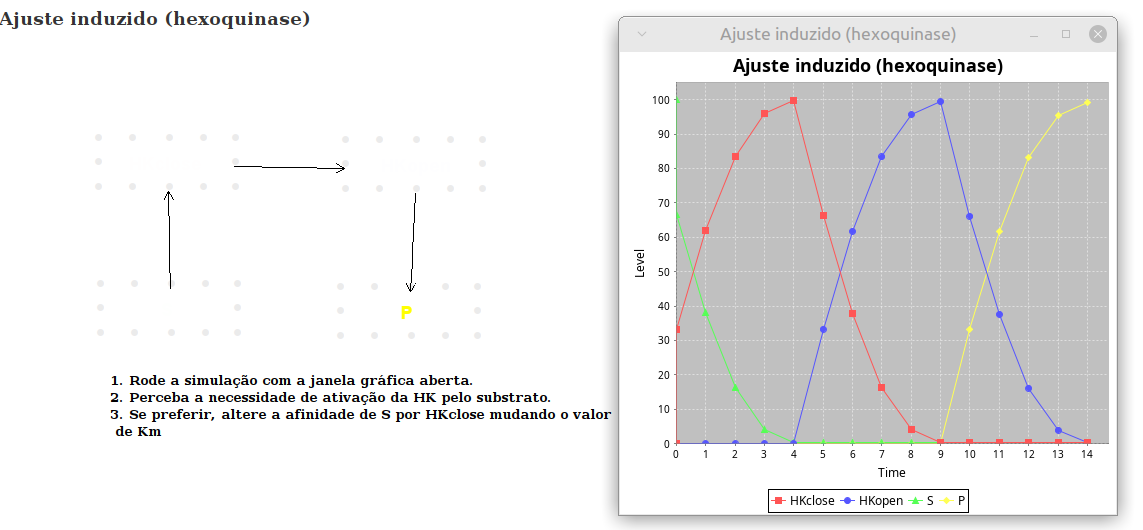 Ajuste induzido (hexoquinase)
P
1. Rode a simulação com a janela gráfica aberta.
2. Perceba a necessidade de ativação da HK pelo substrato.
3. Se preferir, altere a afinidade de S por HKclose mudando o valor
de Km
Ajuste induzido (hexoquinase)
Ajuste induzido (hexoquinase)
Level
100
90
80
70
60
50
40
30
20
10
0
0 1 2 3 4 5 6 7 8 9 10 11 12 13 14
Time
HKclose HKopen S P